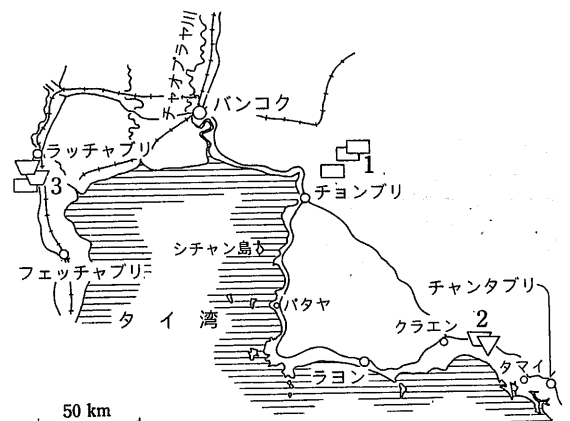 チャオプラヤ川
バンコク
ラッチャブリ
1
3
チョンブリ
シチャン島
フェッチャブリ
チャンタブリ
パタヤ
クラエン
2
タイ湾
タマイ
ラヨン
50 km